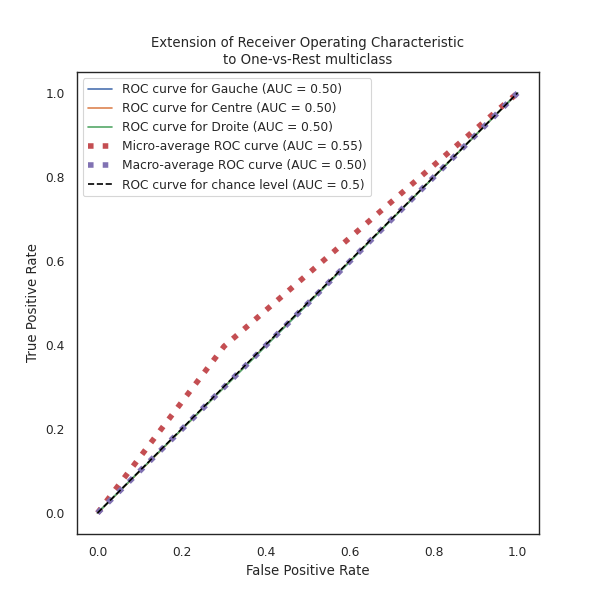 Extension of Receiver Operating Characteristic
to One-vs-Rest multiclass
ROC curve for Gauche (AUC = 0.50)
ROC curve for Centre (AUC = 0.50)
ROC curve for Droite (AUC = 0.50)
Micro-average ROC curve (AUC = 0.55)
Macro-average ROC curve (AUC = 0.50)
ROC curve for chance level (AUC = 0.5)
True Positive Rate
1.0
0.8
0.6
0.4
0.2
0.0
0.0 0.2 0.4 0.6 0.8 1.0
False Positive Rate